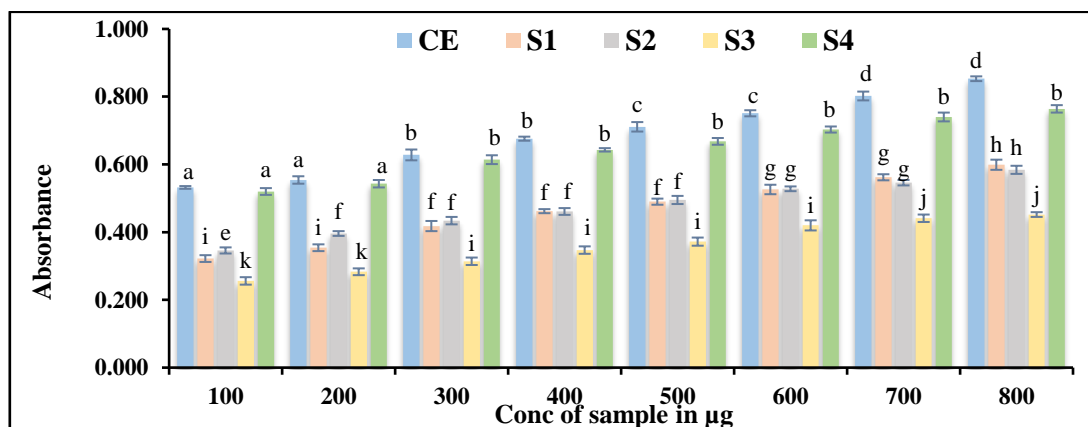 1.000
CE S1 S2 S3 S4
0.800
0.600
0.400
0.200
0.000
Absorbance
a i e k a
a i f k a
b f f i b
b f f i b
c f f i b
c g g i b
d g g j b
d h h j b
100 200 300 400 500 600 700 800
Conc of sample in µg